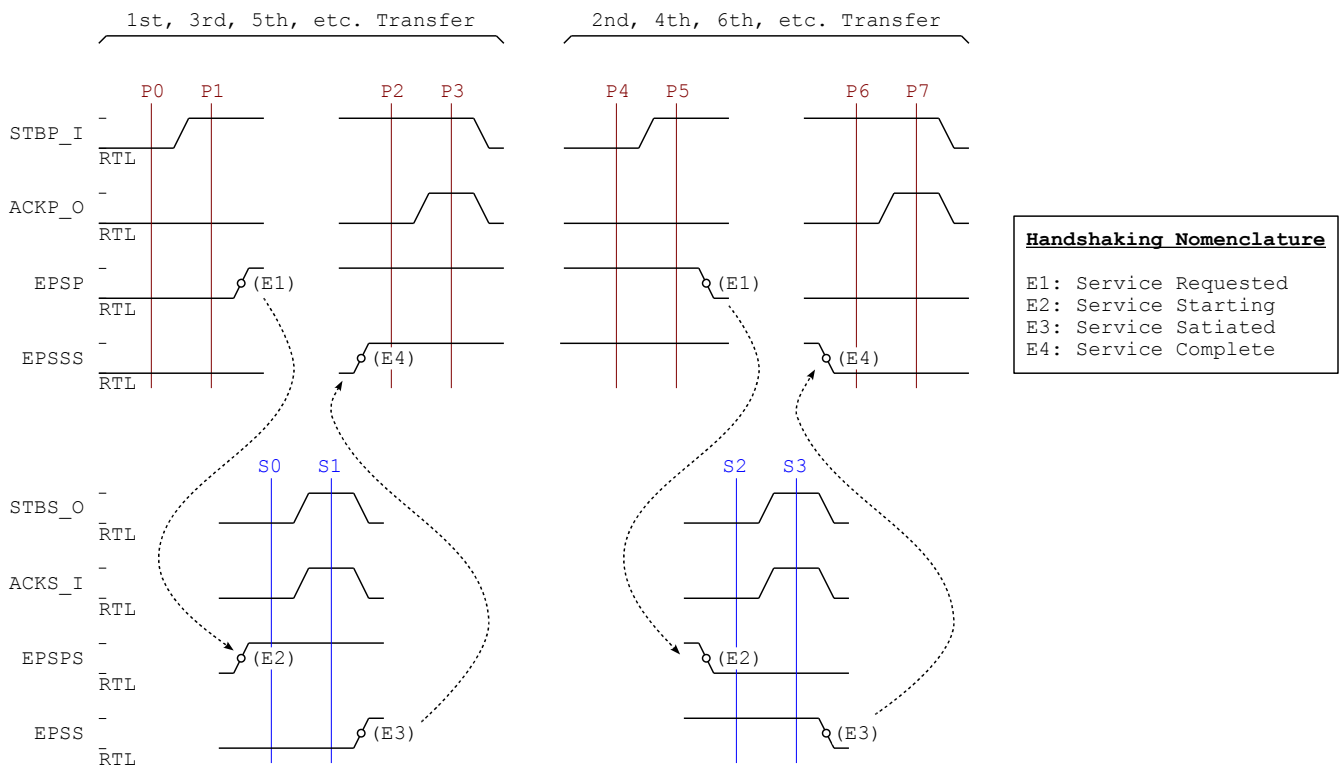 1st, 3rd, 5th, etc. Transfer
2nd, 4th, 6th, etc. Transfer
P0 P1 P2 P3 P4 P5 P6 P7
STBP_I
RTL
ACKP_O
RTL
EPSP (E1) (E1)
RTL
EPSSS (E4) (E4)
RTL
Handshaking Nomenclature
E1: Service Requested
E2: Service Starting
E3: Service Satiated
E4: Service Complete
S0 S1 S2 S3
STBS_O
RTL
ACKS_I
RTL
EPSPS (E2) (E2)
RTL
EPSS (E3) (E3)
RTL